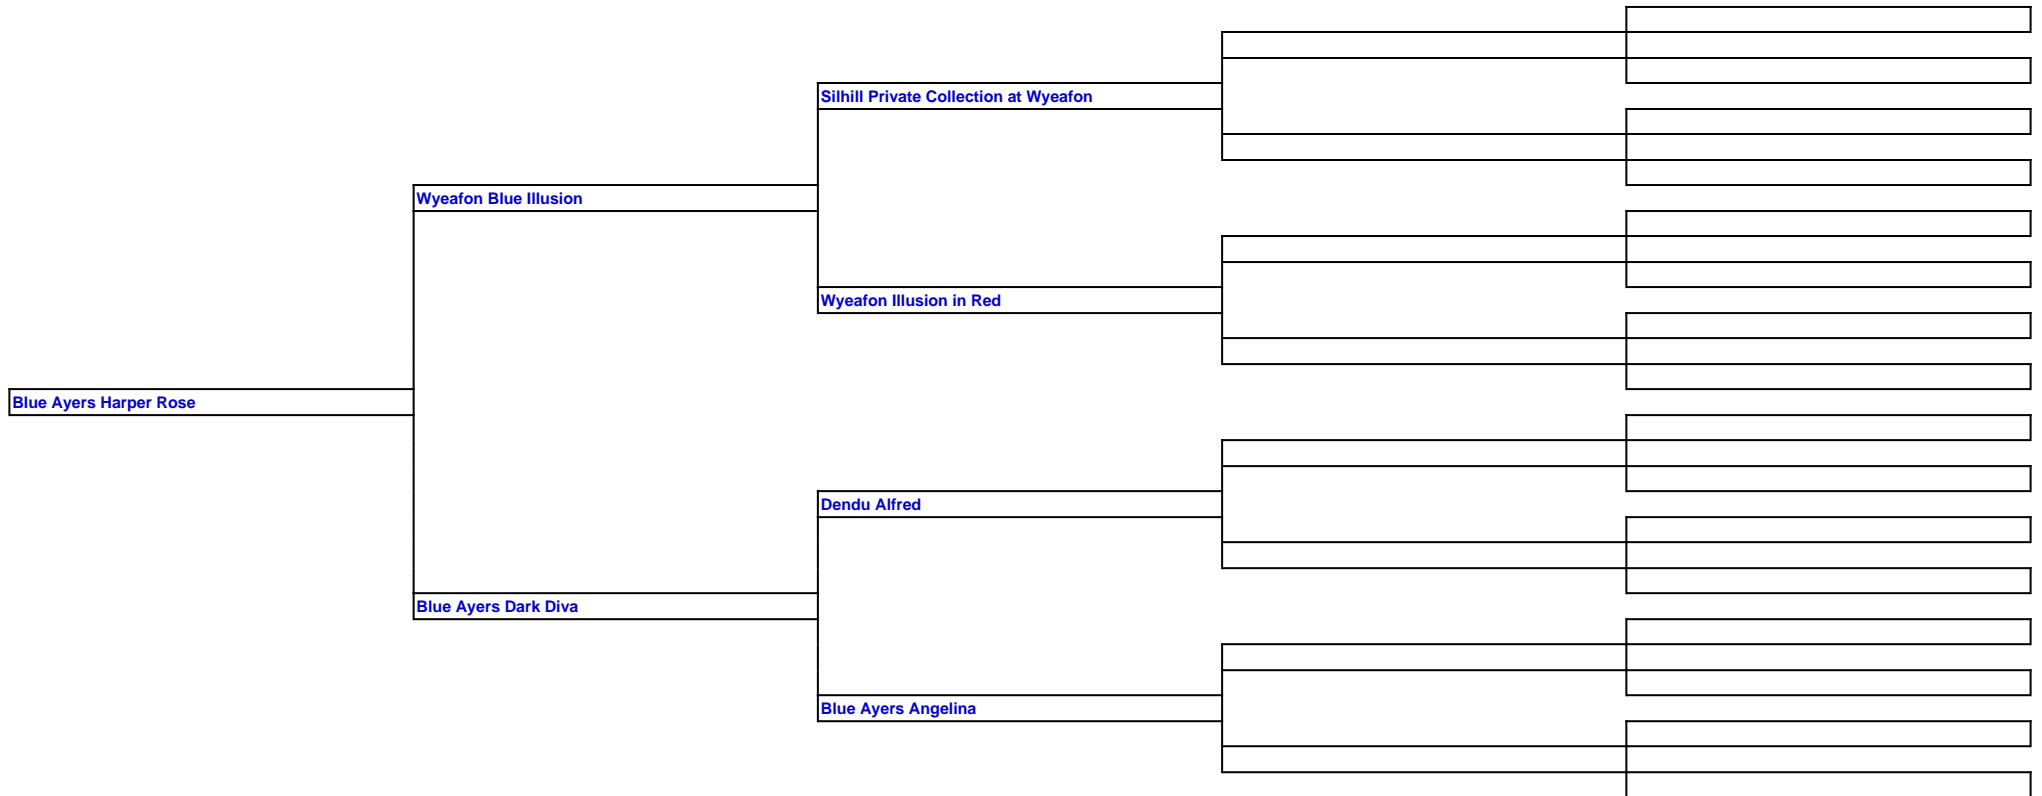 Silhill Private Collection at Wyeafon
Wyeafon Blue Illusion
Wyeafon Illusion in Red
Blue Ayers Harper Rose
Dendu Alfred
Blue Ayers Dark Diva
Blue Ayers Angelina